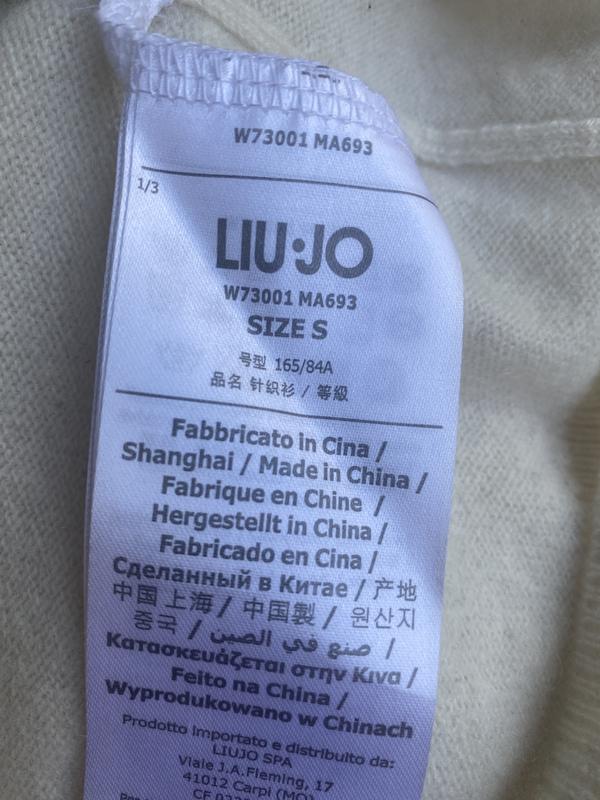 W73001 MA693
1/3
LIU·JO
W73001 MA693
SIZE S
号型 165/84A
品名 针织衫 / 等級
Fabbricato in Cina /
Shanghai / Made in China /
Fabrique en Chine /
Hergestellt in China /
Fabricado en Cina /
Сделанный в Китае / 产地
中国上海 / 中国製 / 원산지
중국 / صنع في الصين /
Κατασκευάζεται στην Κινα /
Feito na China /
Wyprodukowano w Chinach
Prodotto importato e distribuito da:
LIUJO SPA
Viale J.A.Fleming, 17
41012 Carpi (MO)